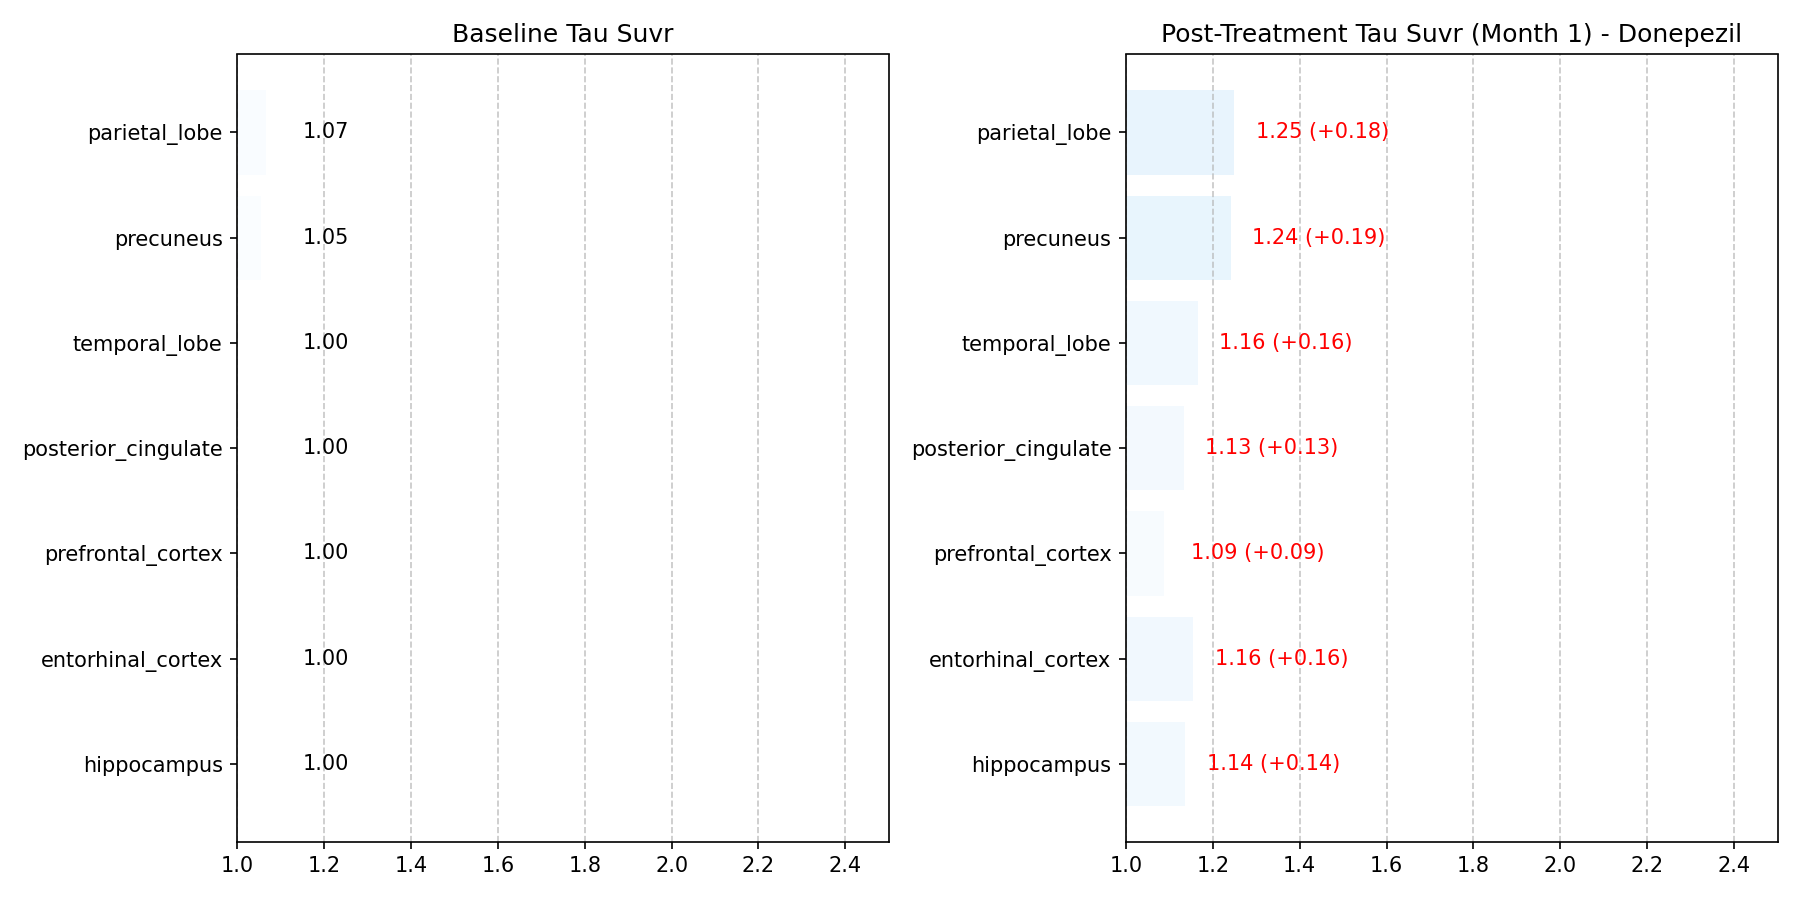 Baseline Tau Suvr
parietal_lobe 1.07
precuneus 1.05
temporal_lobe 1.00
posterior_cingulate 1.00
prefrontal_cortex 1.00
entorhinal_cortex 1.00
hippocampus 1.00
1.0 1.2 1.4 1.6 1.8 2.0 2.2 2.4
Post-Treatment Tau Suvr (Month 1) - Donepezil
parietal_lobe 1.25 (+0.18)
precuneus 1.24 (+0.19)
temporal_lobe 1.16 (+0.16)
posterior_cingulate 1.13 (+0.13)
prefrontal_cortex 1.09 (+0.09)
entorhinal_cortex 1.16 (+0.16)
hippocampus 1.14 (+0.14)
1.0 1.2 1.4 1.6 1.8 2.0 2.2 2.4